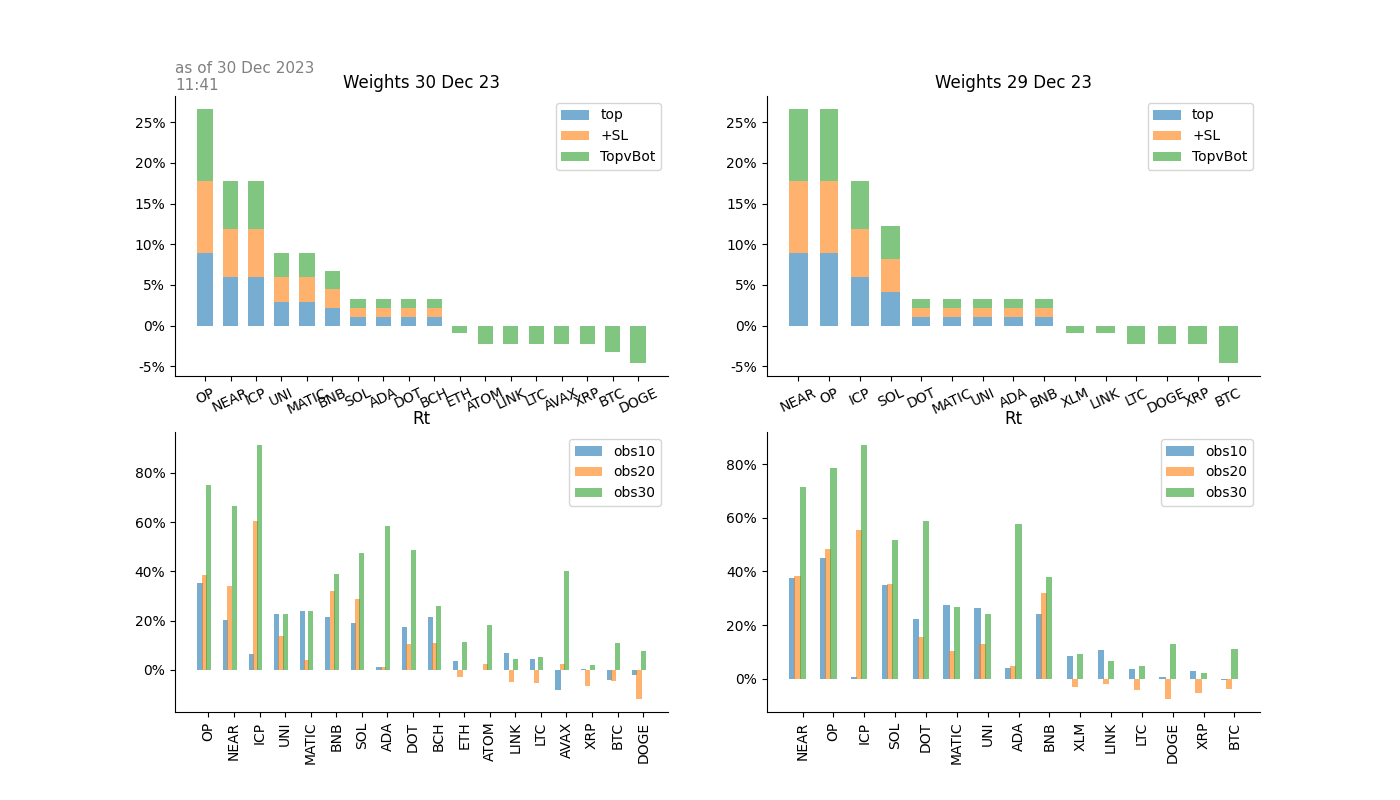 as of 30 Dec 2023
11:41
Weights 30 Dec 23
25%
20%
15%
10%
5%
0%
-5%
top
+SL
TopvBot
OP NEAR ICP UNI MATIC BNB SOL ADA DOT BCH ETH ATOM LINK LTC AVAX XRP BTC DOGE
Weights 29 Dec 23
25%
20%
15%
10%
5%
0%
-5%
top
+SL
TopvBot
NEAR OP ICP SOL DOT MATIC UNI ADA BNB XLM LINK LTC DOGE XRP BTC
Rt
80%
60%
40%
20%
0%
obs10
obs20
obs30
OP NEAR ICP UNI MATIC BNB SOL ADA DOT BCH ETH ATOM LINK LTC AVAX XRP BTC DOGE
Rt
80%
60%
40%
20%
0%
obs10
obs20
obs30
NEAR OP ICP SOL DOT MATIC UNI ADA BNB XLM LINK LTC DOGE XRP BTC